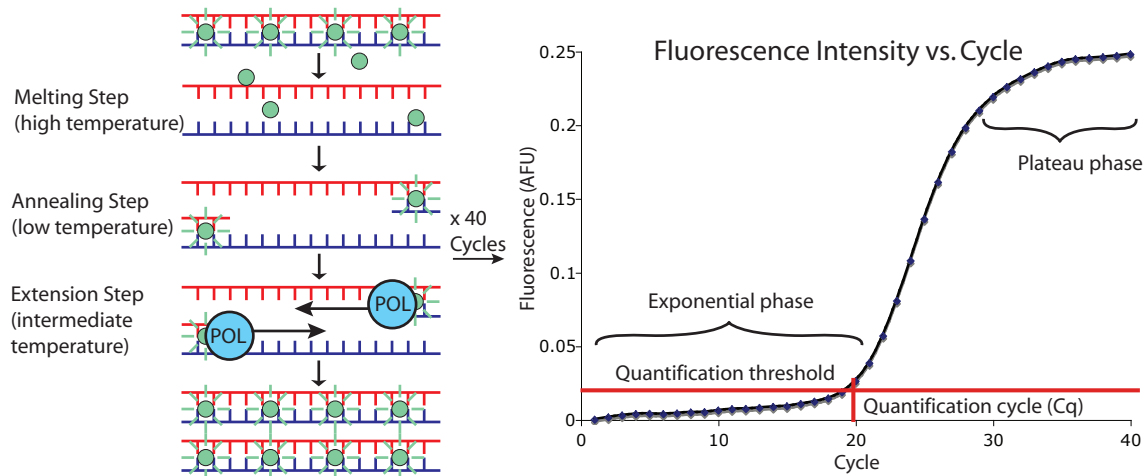 Melting Step
(high temperature)
Annealing Step
(low temperature)
x 40
Cycles
Extension Step
(intermediate
temperature)
POL
POL
Fluorescence Intensity vs. Cycle
Fluorescence (AFU)
0.25
0.2
0.15
0.1
0.05
0
Plateau phase
Exponential phase
Quantification threshold
Quantification cycle (Cq)
0
10
20
30
40
Cycle